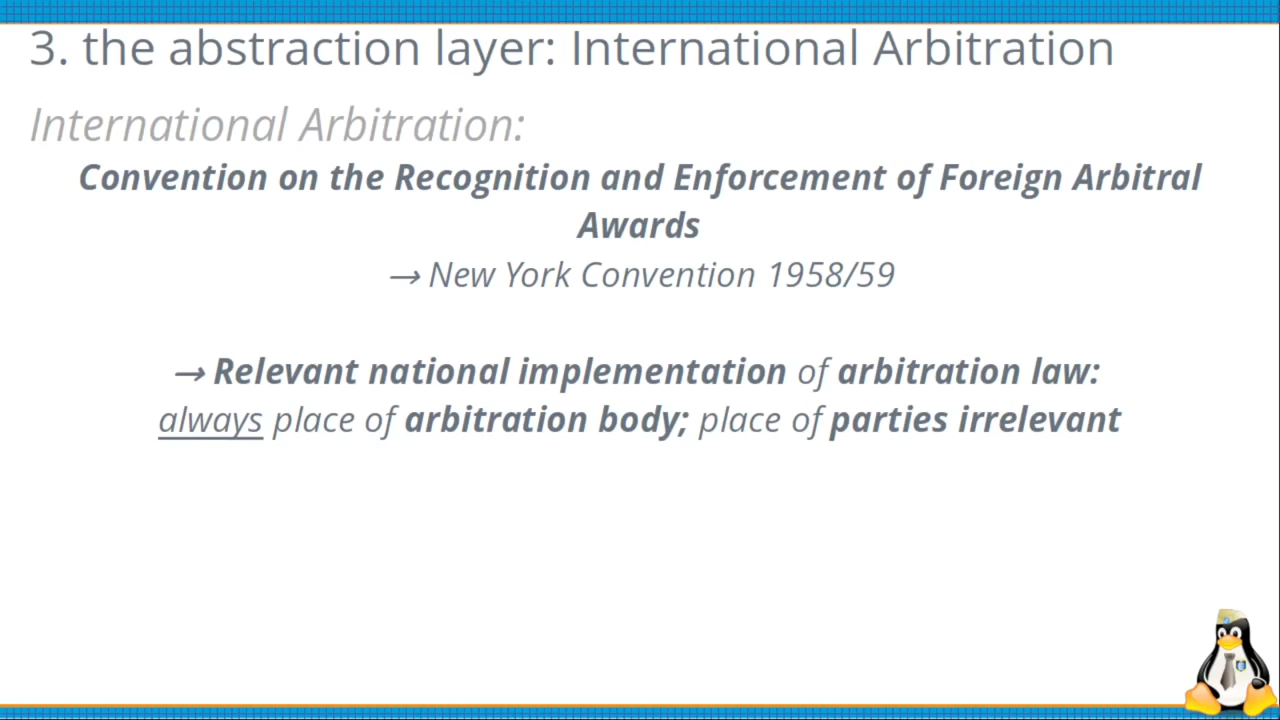 3. the abstraction layer: International Arbitration
International Arbitration:
Convention on the Recognition and Enforcement of Foreign Arbitral
Awards
→ New York Convention 1958/59
→ Relevant national implementation of arbitration law:
always place of arbitration body; place of parties irrelevant